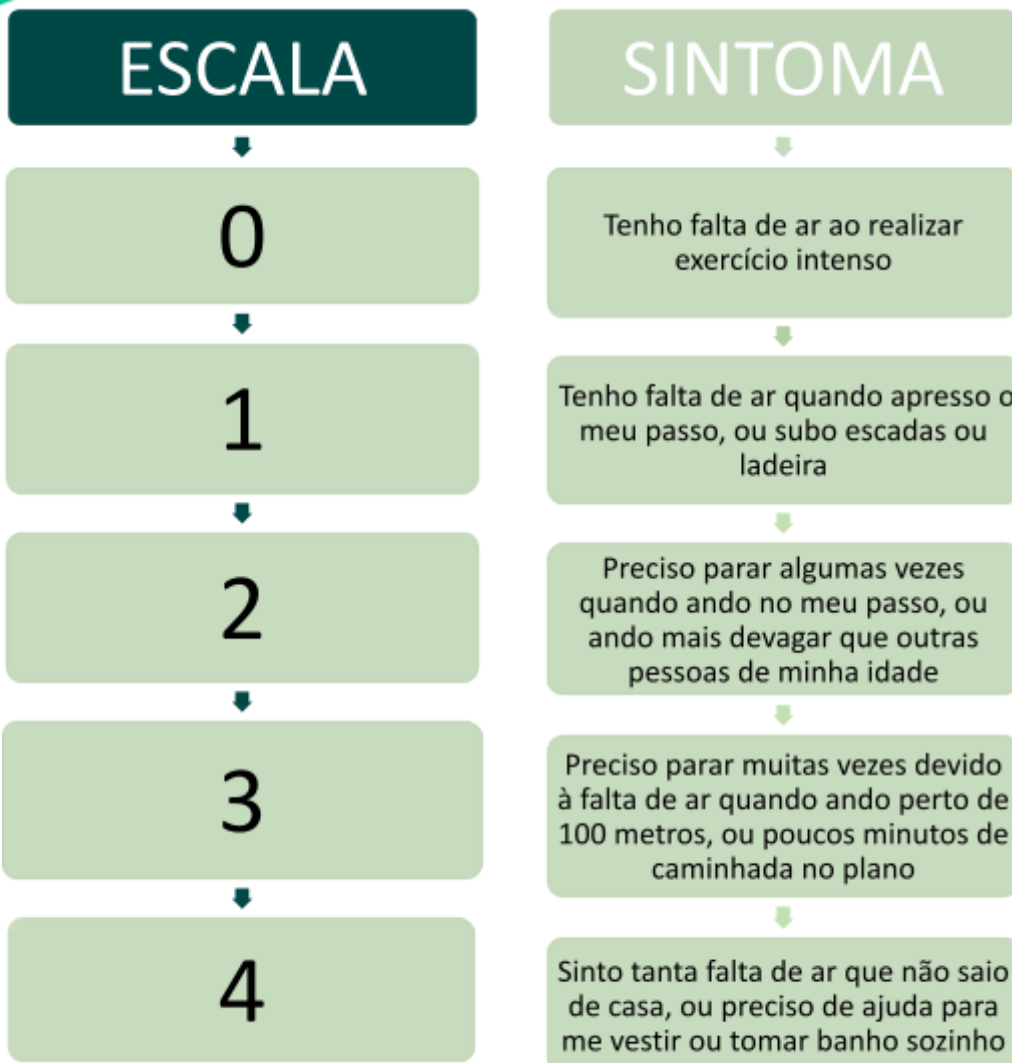 ESCALA
SINTOMA
0
Tenho falta de ar ao realizar
exercício intenso
1
Tenho falta de ar quando apresso o
meu passo, ou subo escadas ou
ladeira
2
Preciso parar algumas vezes
quando ando no meu passo, ou
ando mais devagar que outras
pessoas de minha idade
3
Preciso parar muitas vezes devido
à falta de ar quando ando perto de
100 metros, ou poucos minutos de
caminhada no plano
4
Sinto tanta falta de ar que não saio
de casa, ou preciso de ajuda para
me vestir ou tomar banho sozinho